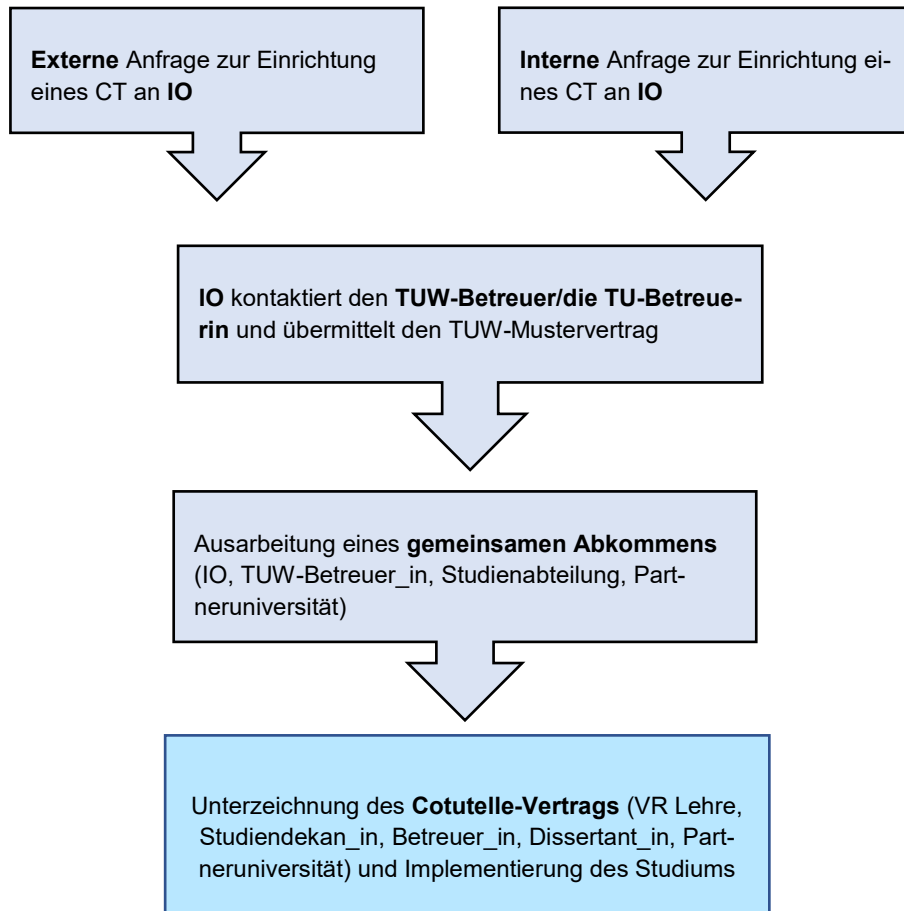 Externe Anfrage zur Einrichtung
eines CT an IO
Interne Anfrage zur Einrichtung ei-
nes CT an IO
IO kontaktiert den TUW-Betreuer/die TU-Betreue-
rin und übermittelt den TUW-Mustervertrag
Ausarbeitung eines gemeinsamen Abkommens
(IO, TUW-Betreuer_in, Studienabteilung, Part-
neruniversität)
Unterzeichnung des Cotutelle-Vertrags (VR Lehre,
Studiendekan_in, Betreuer_in, Dissertant_in, Part-
neruniversität) und Implementierung des Studiums